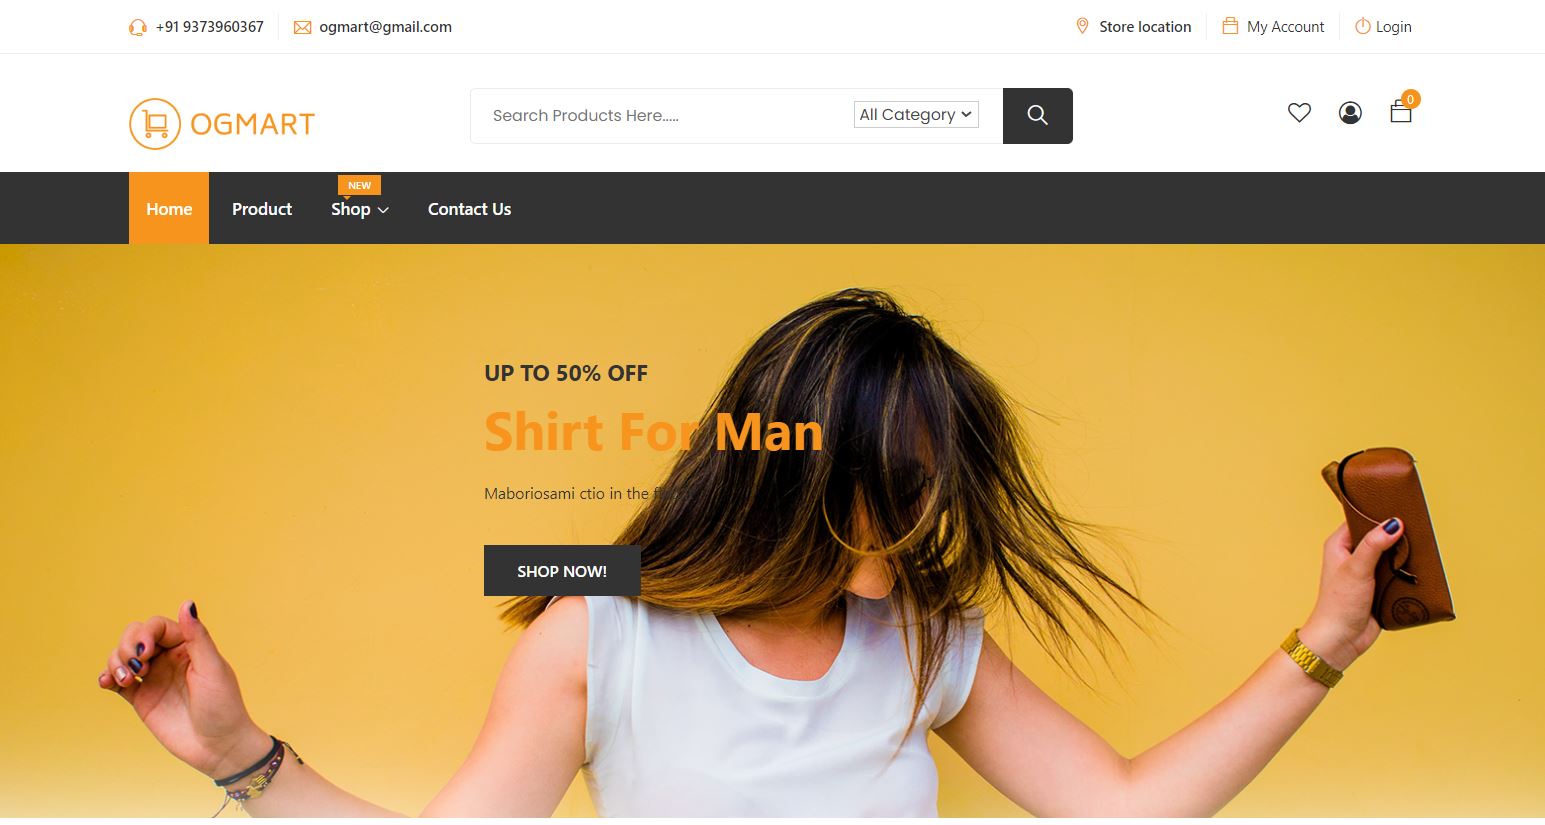 +91 9373960367
ogmart@gmail.com
Store location
My Account
Login
OGMART
Search Products Here.....
All Category
0
NEW
Home
Product
Shop
Contact Us
UP TO 50% OFF
Shirt For Man
Maboriosami ctio in the
SHOP NOW!